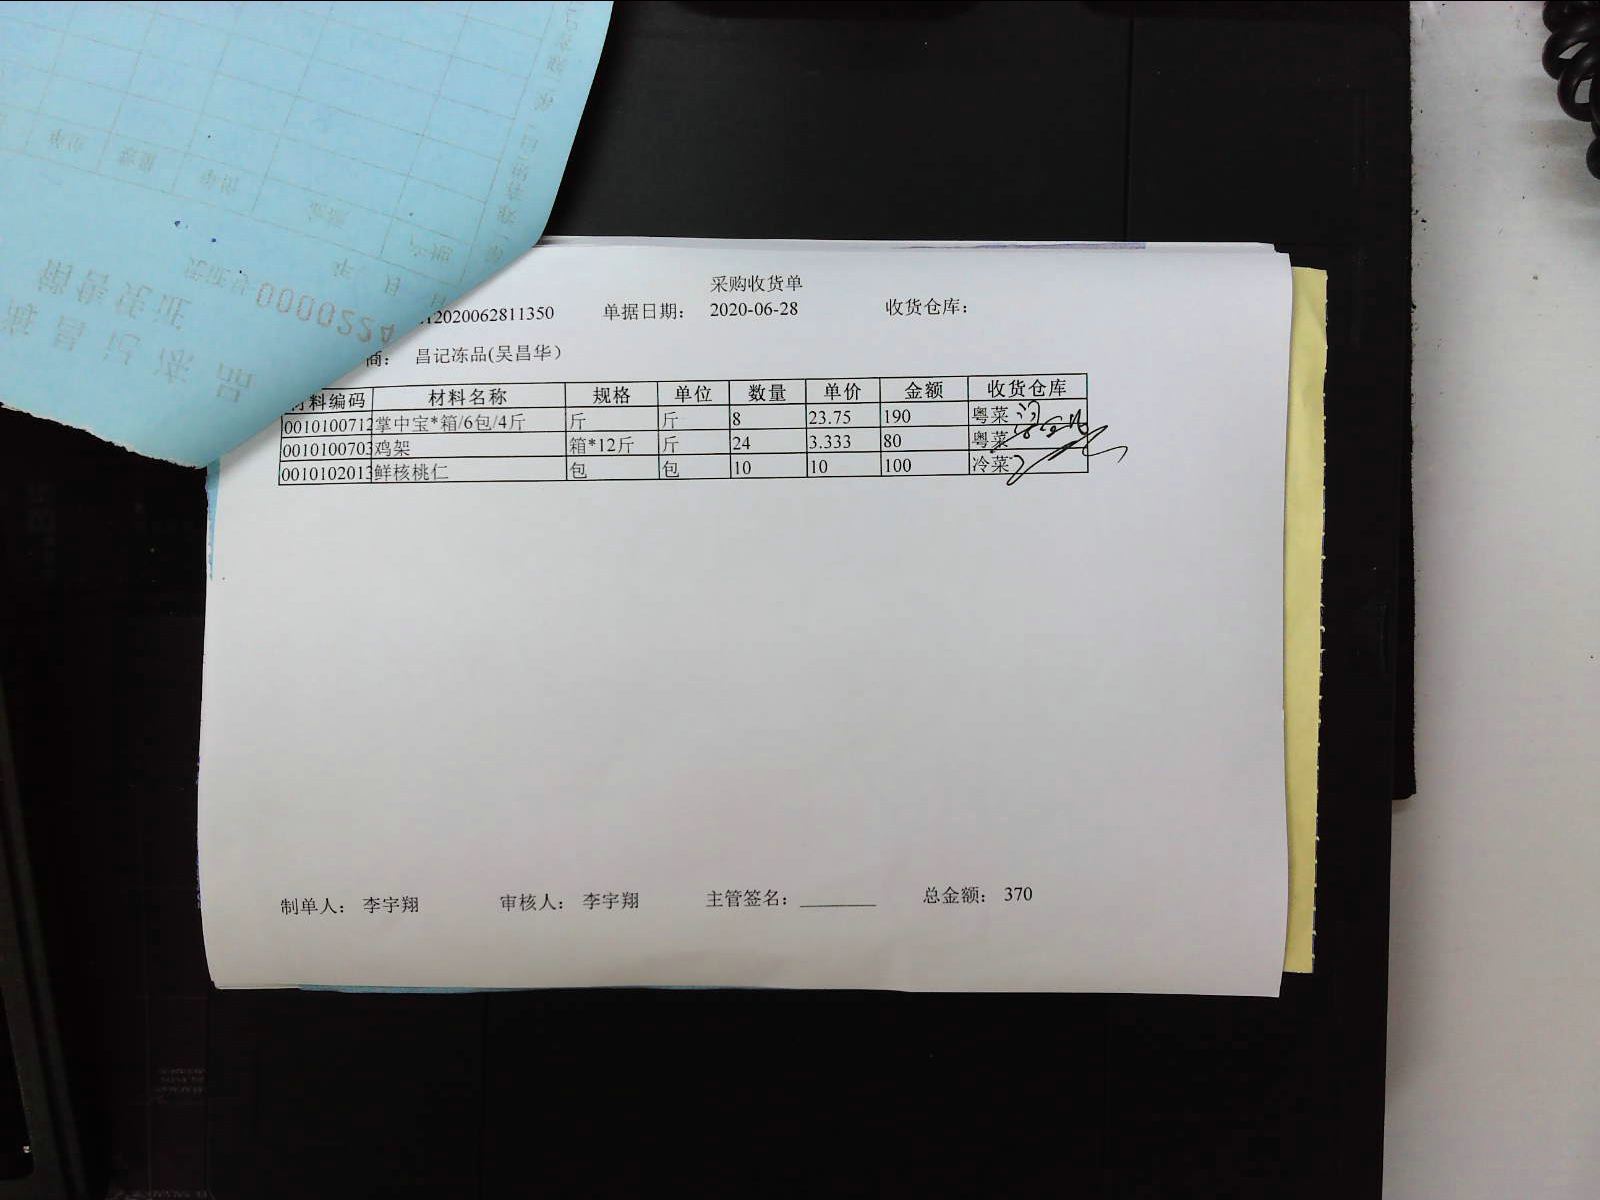 采购收货单
2020062811350 单据日期： 2020-06-28 收货仓库：
商： 昌记冻品(吴昌华)
材料编码 材料名称 规格 单位 数量 单价 金额 收货仓库
0010100712 掌中宝*箱/6包/4斤 斤 斤 8 23.75 190 粤菜
0010100703 鸡架 箱*12斤 斤 24 3.333 80 粤菜
0010102013 鲜核桃仁 包 包 10 10 100 冷菜
制单人： 李宇翔 审核人： 李宇翔 主管签名： 总金额： 370
0000224